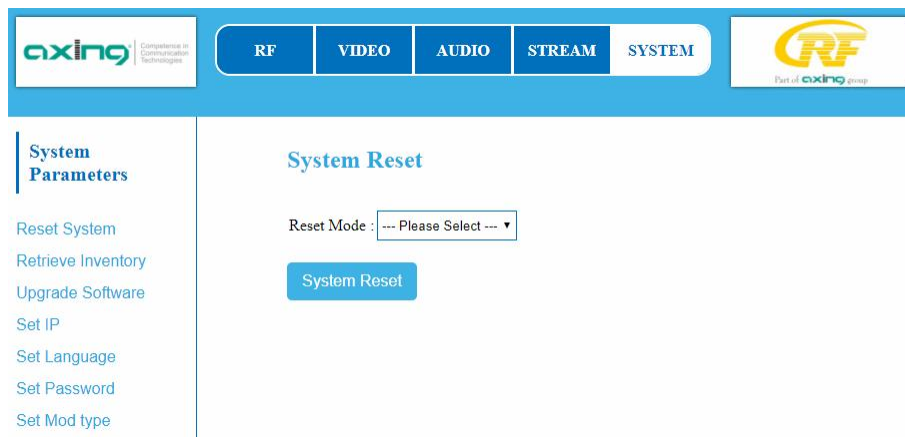 axing
Competence in
Communication
Technologies
RF
VIDEO
AUDIO
STREAM
SYSTEM
CRF
Part of axing group
System
Parameters
Reset System
Retrieve Inventory
Upgrade Software
Set IP
Set Language
Set Password
Set Mod type
System Reset
Reset Mode : --- Please Select ---
System Reset